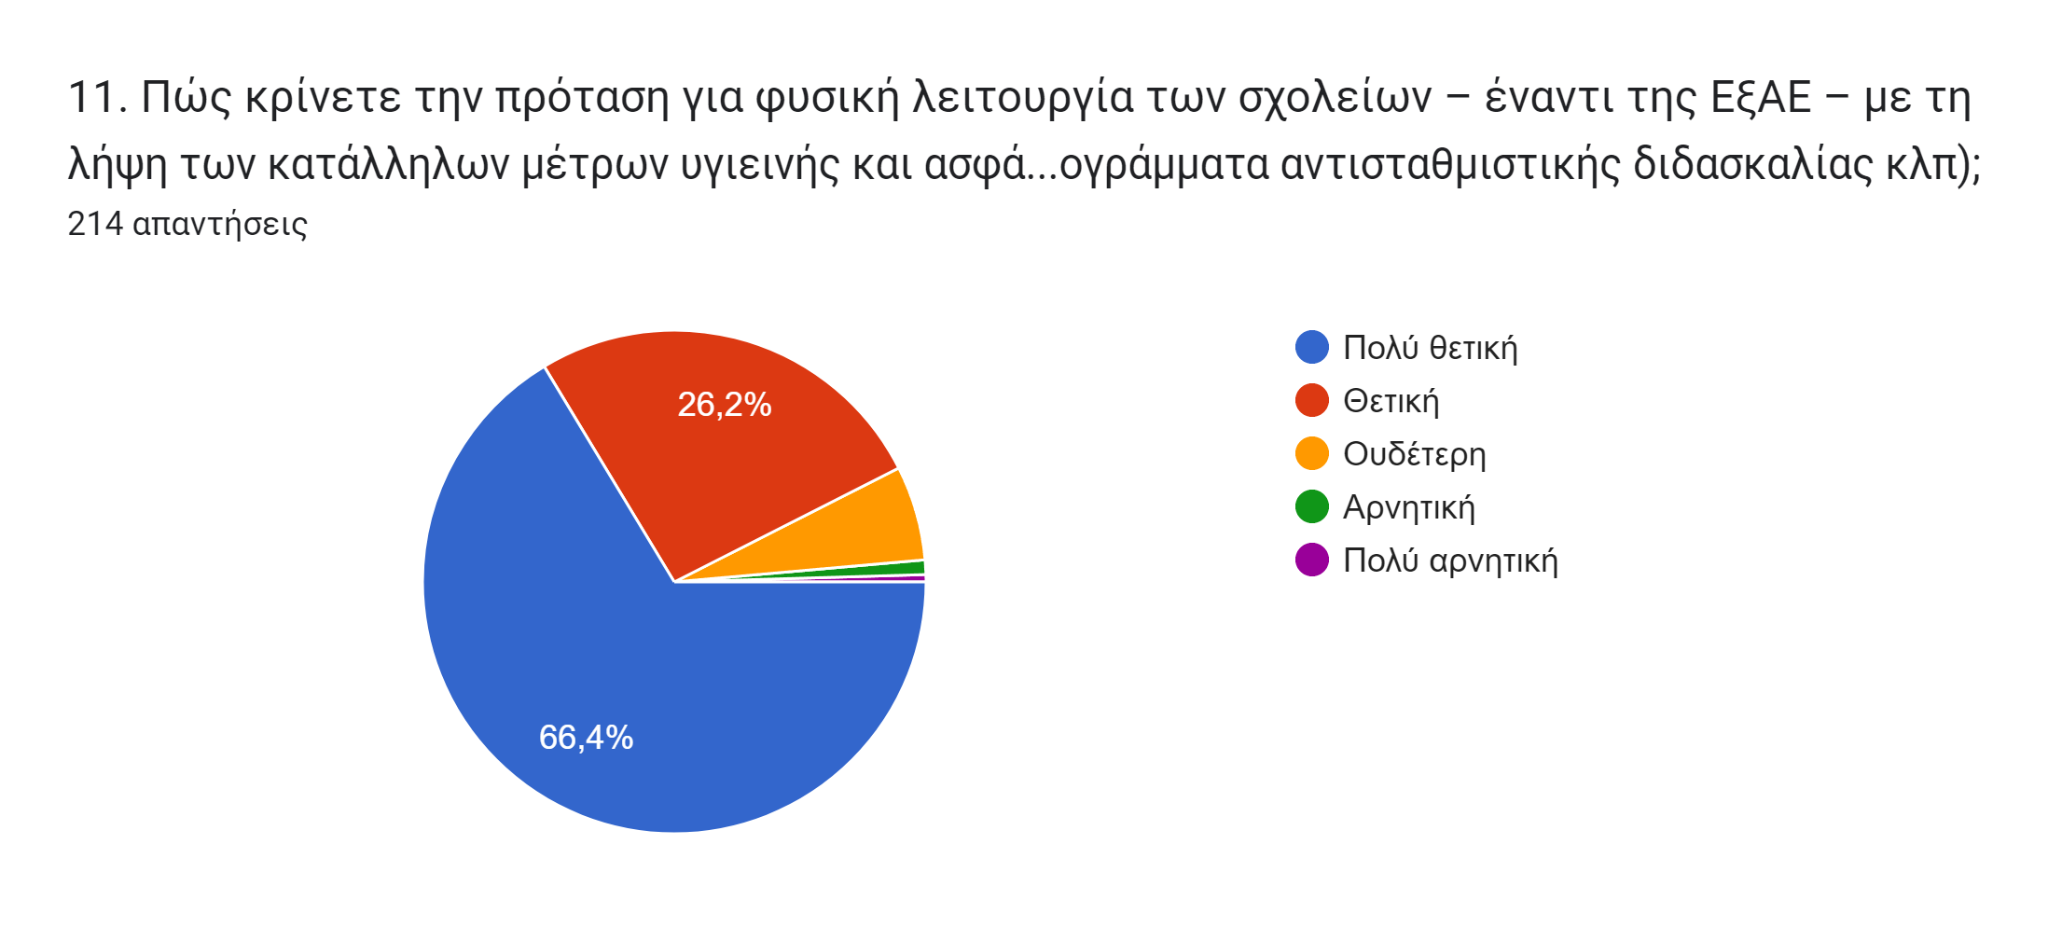 11. Πώς κρίνετε την πρόταση για φυσική λειτουργία των σχολείων – έναντι της ΕξΑΕ – με τη
λήψη των κατάλληλων μέτρων υγιεινής και ασφά...ογράμματα αντισταθμιστικής διδασκαλίας κλπ);
214 απαντήσεις
Πολύ θετική
Θετική
Ουδέτερη
Αρνητική
Πολύ αρνητική
26,2%
66,4%